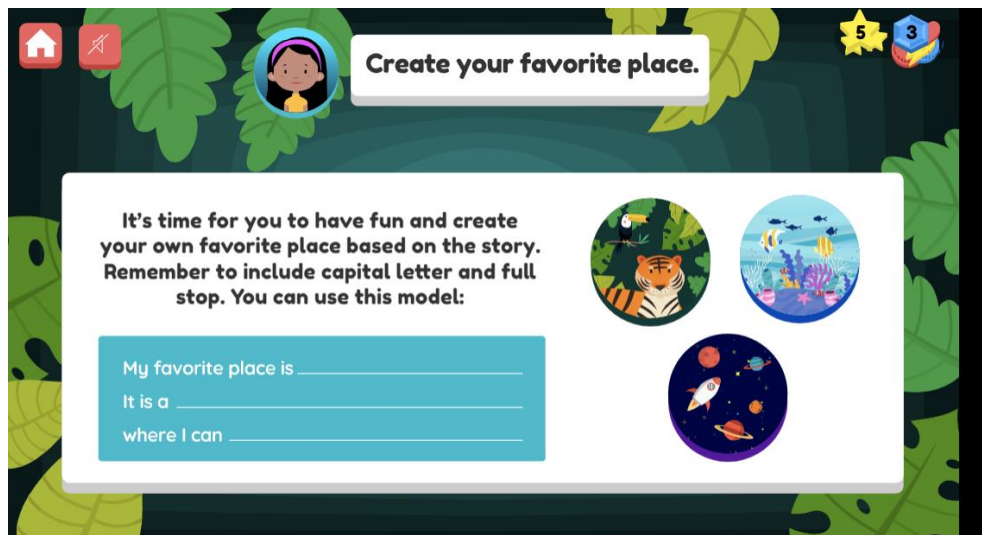 Create your favorite place.
5
3
It's time for you to have fun and create
your own favorite place based on the story.
Remember to include capital letter and full
stop. You can use this model:
My favorite place is
It is a
where I can